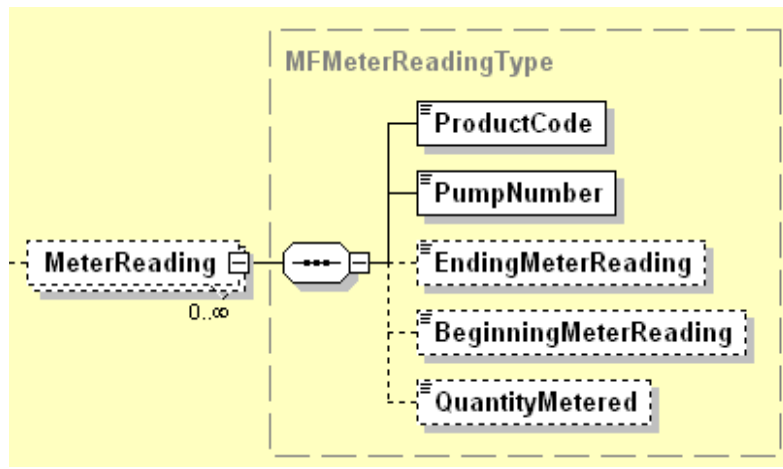 MFMeterReadingType
ProductCode
PumpNumber
MeterReading
0..∞
EndingMeterReading
BeginningMeterReading
QuantityMetered